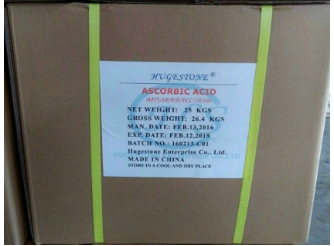 HUGESTONE®
ASCORBIC ACID
NET WEIGHT: 25 KGS
GROSS WEIGHT: 26.4 KGS
MAN. DATE: FEB.13,2016
EXP. DATE: FEB.12,2019
BATCH NO.: 160213-C01
Hugestone Enterprise Co., Ltd.
MADE IN CHINA
STORE IN A COOL AND DRY PLACE